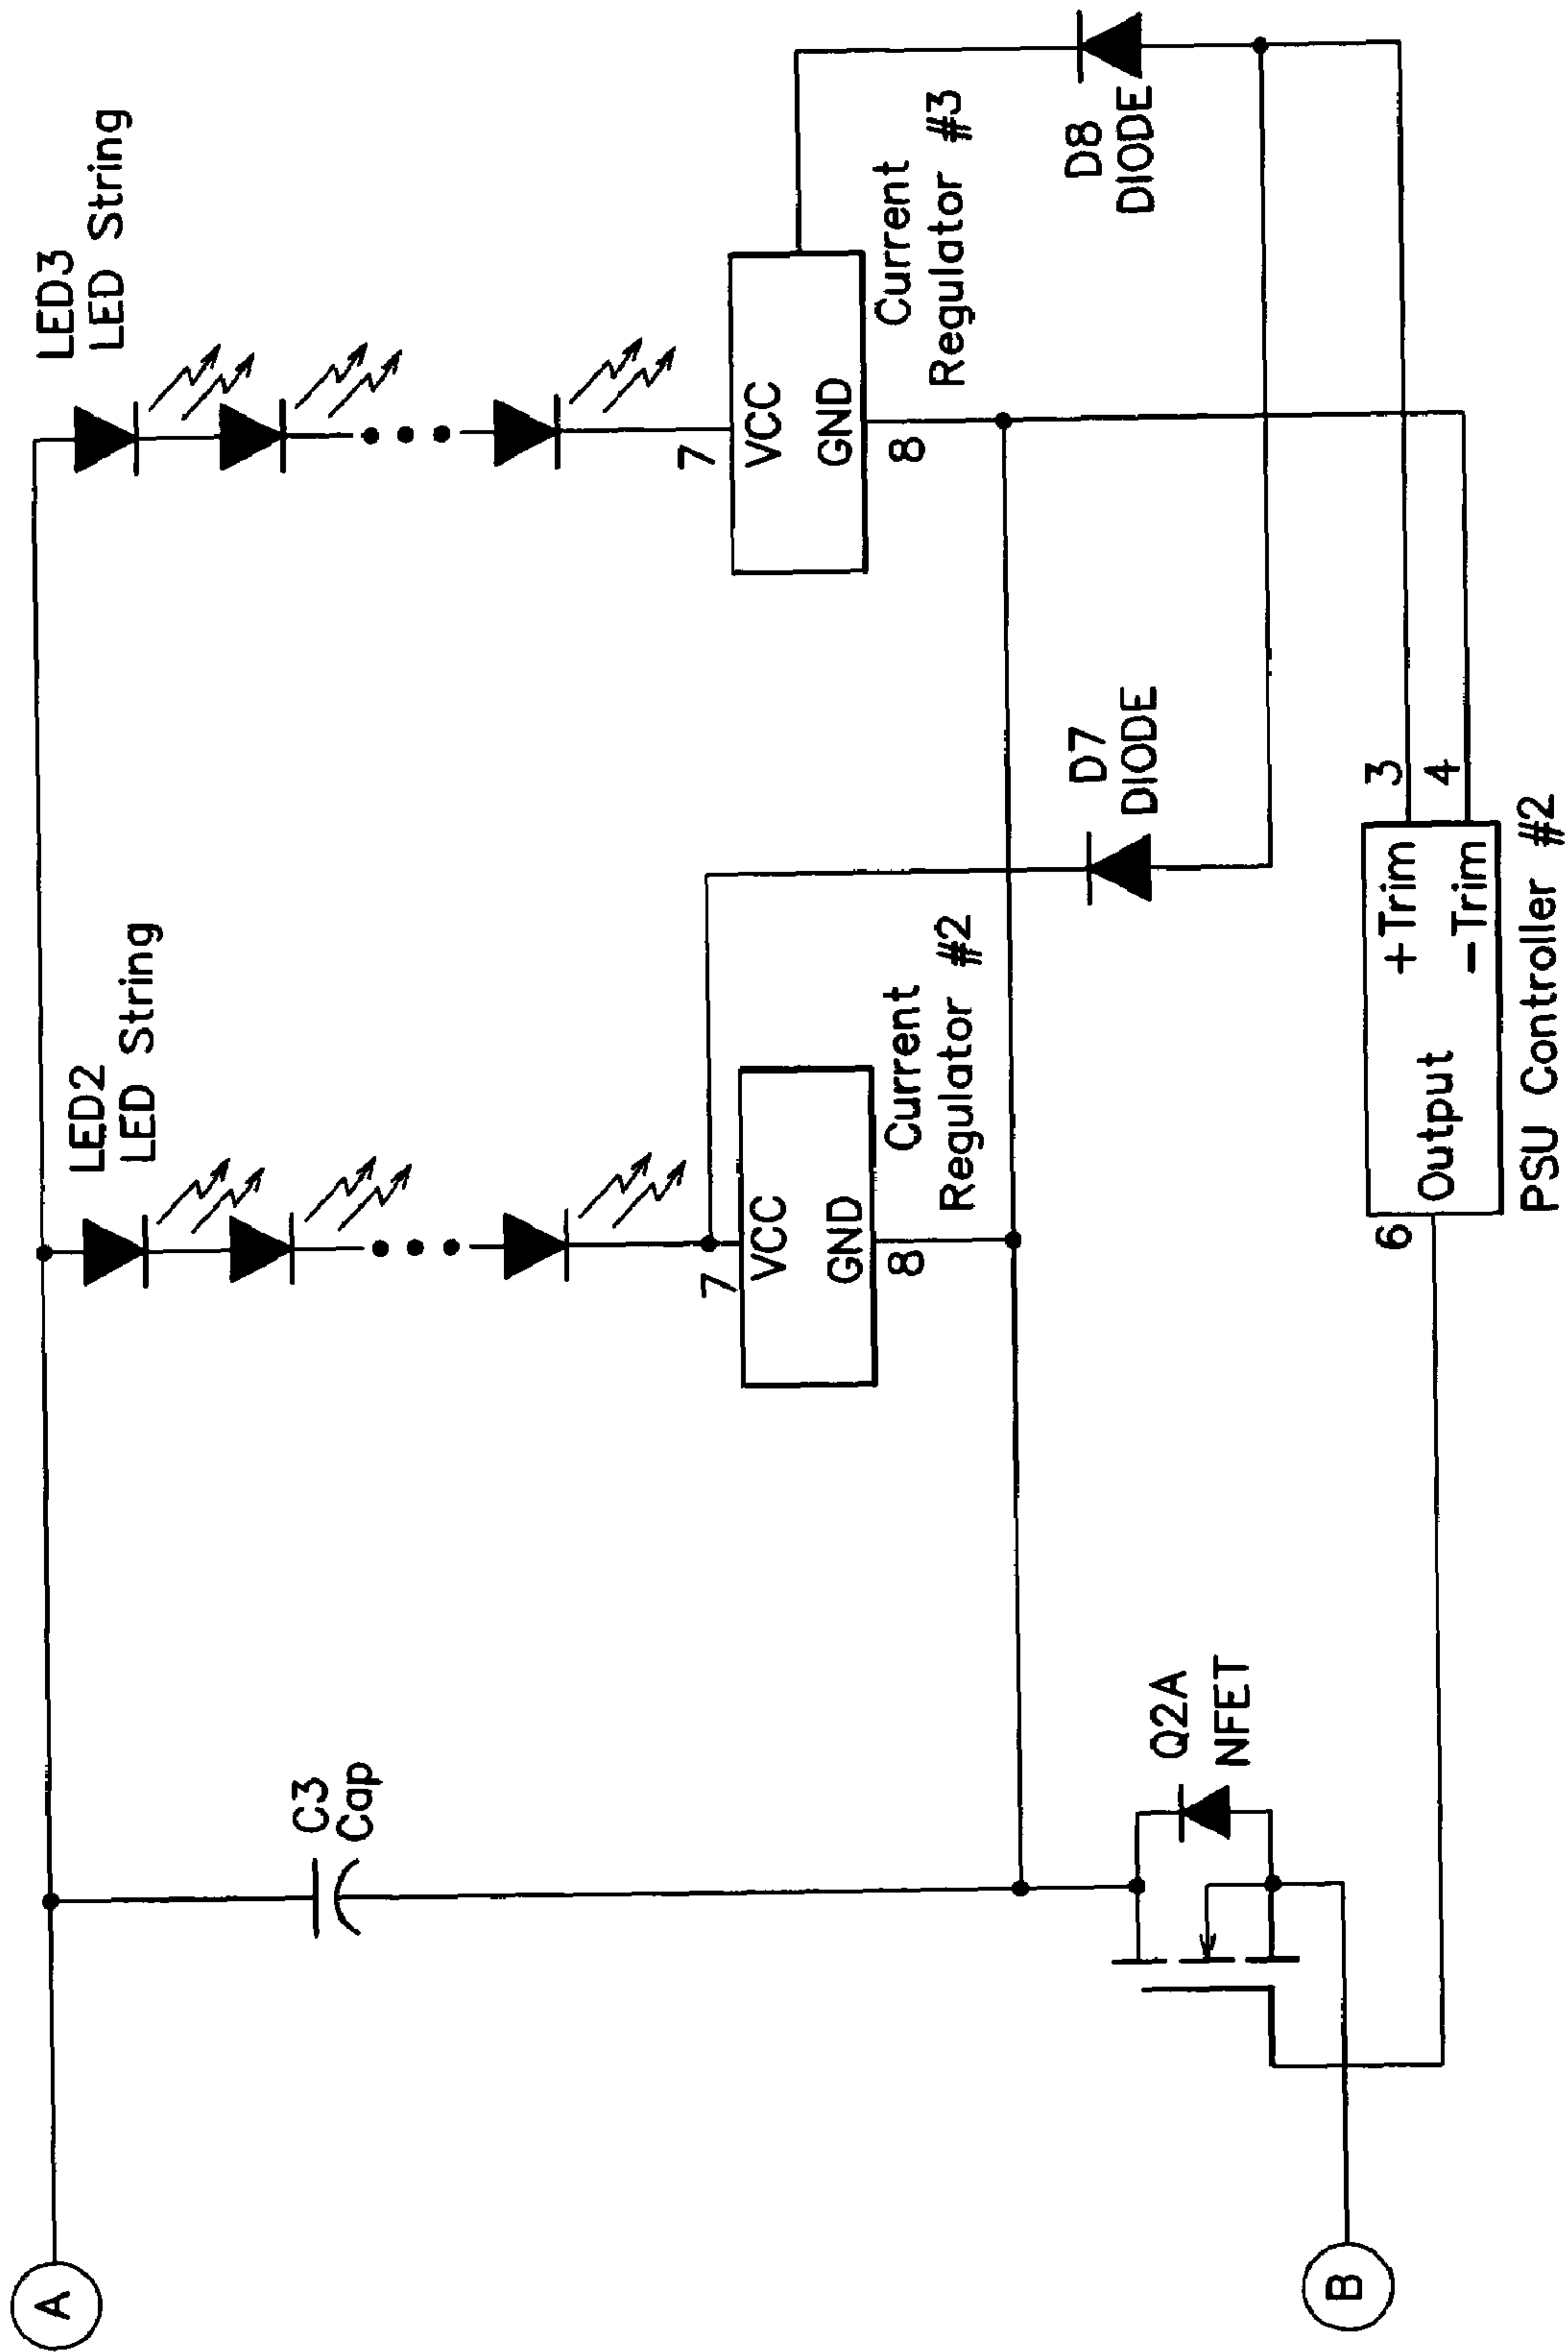 LED3
LED String
LED2
LED String
C3
Cap
7
VCC
GND
8
Current
Regulator #3
7
VCC
GND
8
Current
Regulator #2
D8
DIODE
D7
DIODE
Q2A
NFET
3
4
+Trim
-Trim
Output
6
PSU Controller #2
A
B